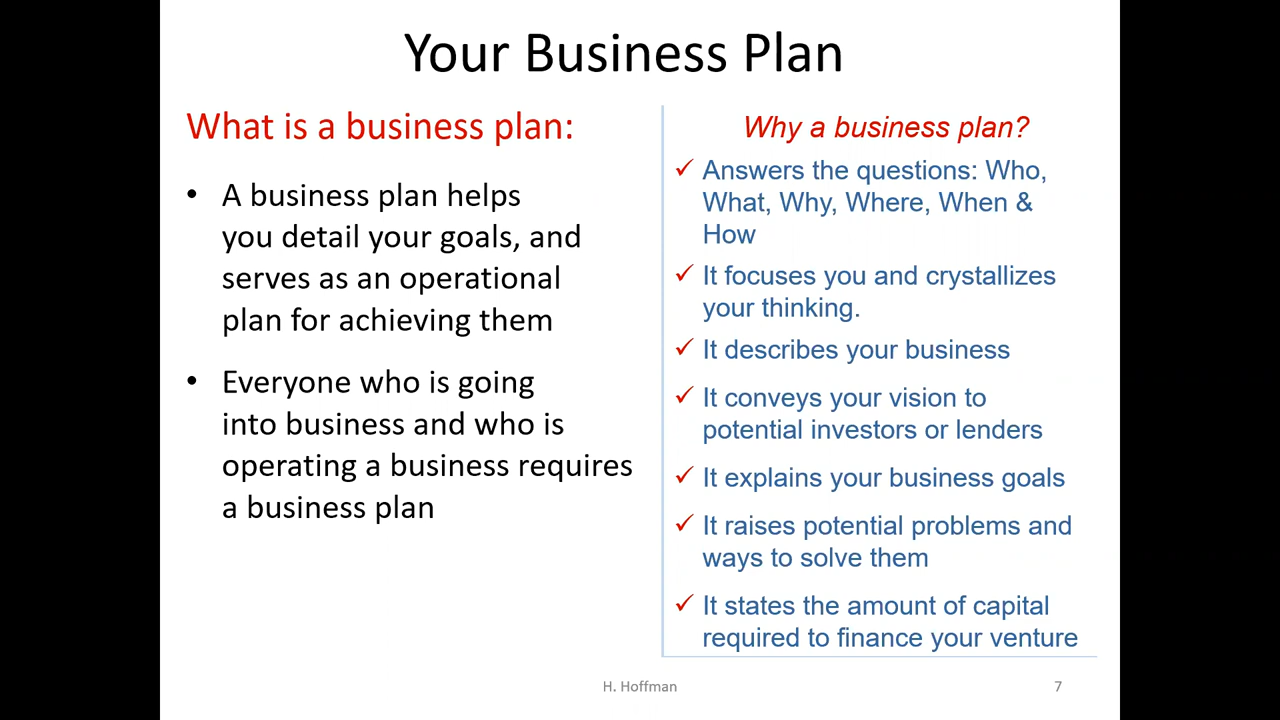 Your Business Plan
What is a business plan:
• A business plan helps
you detail your goals, and
serves as an operational
plan for achieving them
• Everyone who is going
into business and who is
operating a business requires
a business plan
Why a business plan?
✓ Answers the questions: Who,
What, Why, Where, When &
How
✓ It focuses you and crystallizes
your thinking.
✓ It describes your business
✓ It conveys your vision to
potential investors or lenders
✓ It explains your business goals
✓ It raises potential problems and
ways to solve them
✓ It states the amount of capital
required to finance your venture
H. Hoffman
7